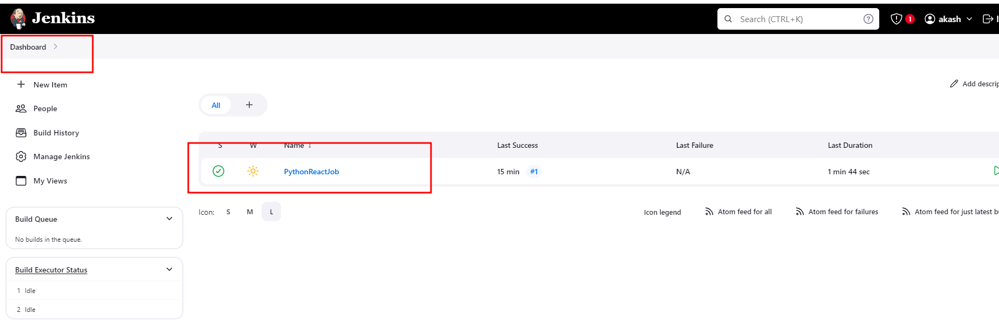 Jenkins
Search (CTRL+K)
1
akash
Dashboard
New Item
People
Build History
Manage Jenkins
My Views
Add descrip
All
S W Name ↓ Last Success Last Failure Last Duration
PythonReactJob 15 min #1 N/A 1 min 44 sec
Icon: S M L
Icon legend Atom feed for all Atom feed for failures Atom feed for just latest bu
Build Queue
No builds in the queue.
Build Executor Status
1 Idle
2 Idle